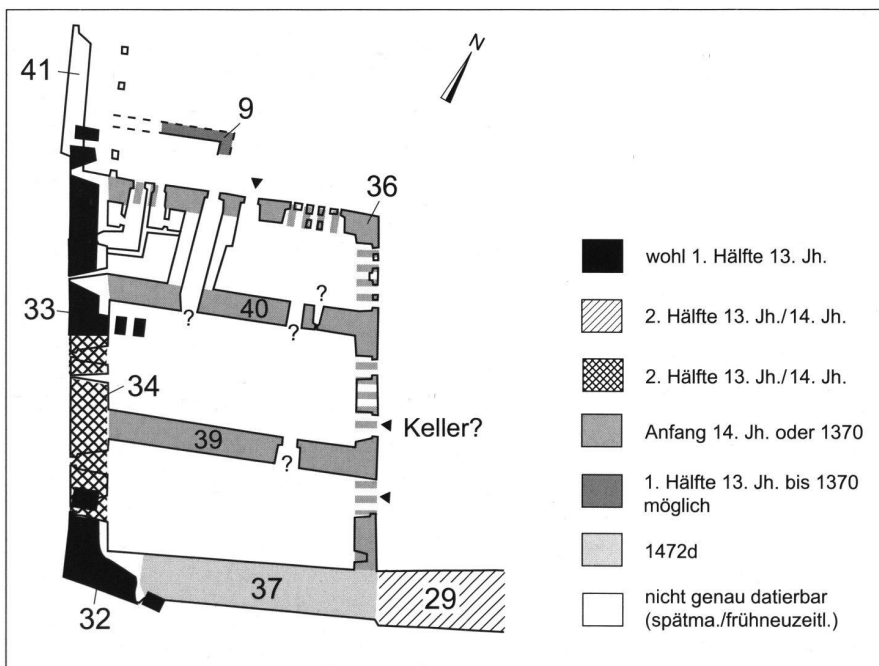 N
41
9
36
33
40
?
?
?
?
34
Keller?
39
?
37
29
32
wohl 1. Hälfte 13. Jh.
2. Hälfte 13. Jh./14. Jh.
2. Hälfte 13. Jh./14. Jh.
Anfang 14. Jh. oder 1370
1. Hälfte 13. Jh. bis 1370
möglich
1472d
nicht genau datierbar
(spätma./frühneuzeitl.)